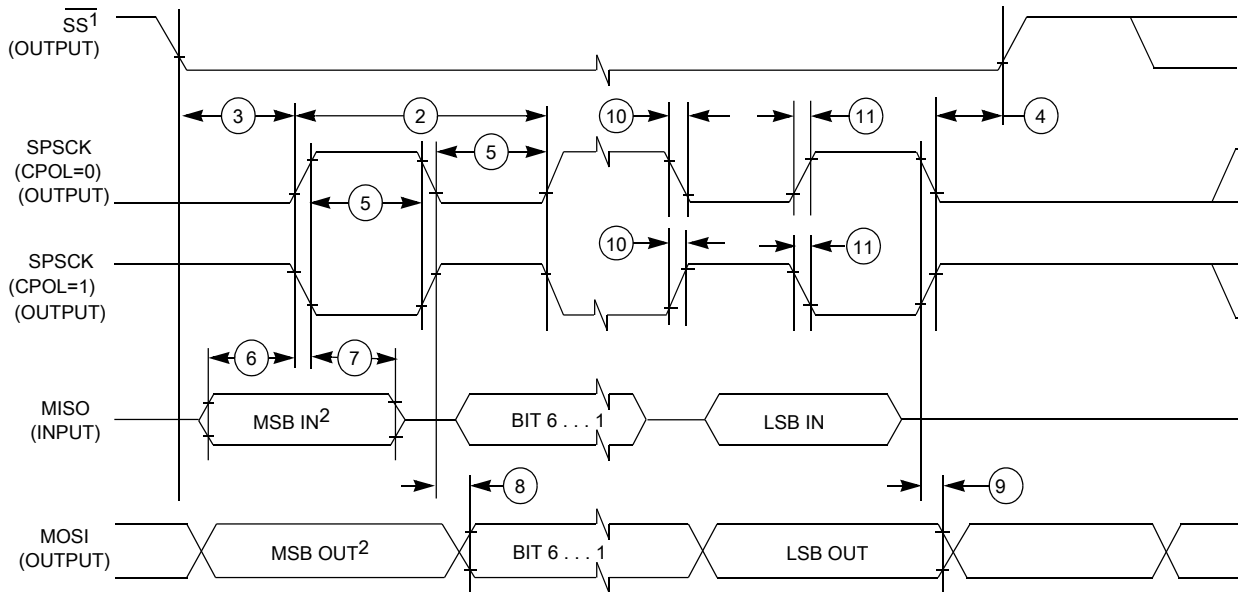 SS1
(OUTPUT)
3
2
10
11
4
SPSCK
(CPOL=0)
(OUTPUT)
5
5
SPSCK
(CPOL=1)
(OUTPUT)
10
11
6
7
MISO
(INPUT)
MSB IN2
BIT 6 . . . 1
LSB IN
8
9
MOSI
(OUTPUT)
MSB OUT2
BIT 6 . . . 1
LSB OUT